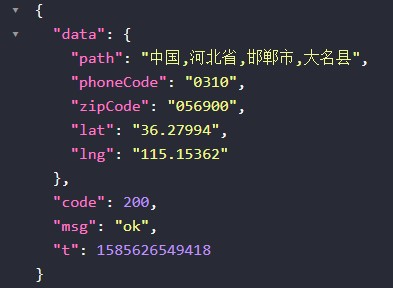 {
"data": {
"path": "中国,河北省,邯郸市,大名县",
"phoneCode": "0310",
"zipCode": "056900",
"lat": "36.27994",
"lng": "115.15362"
},
"code": 200,
"msg": "ok",
"t": 1585626549418
}